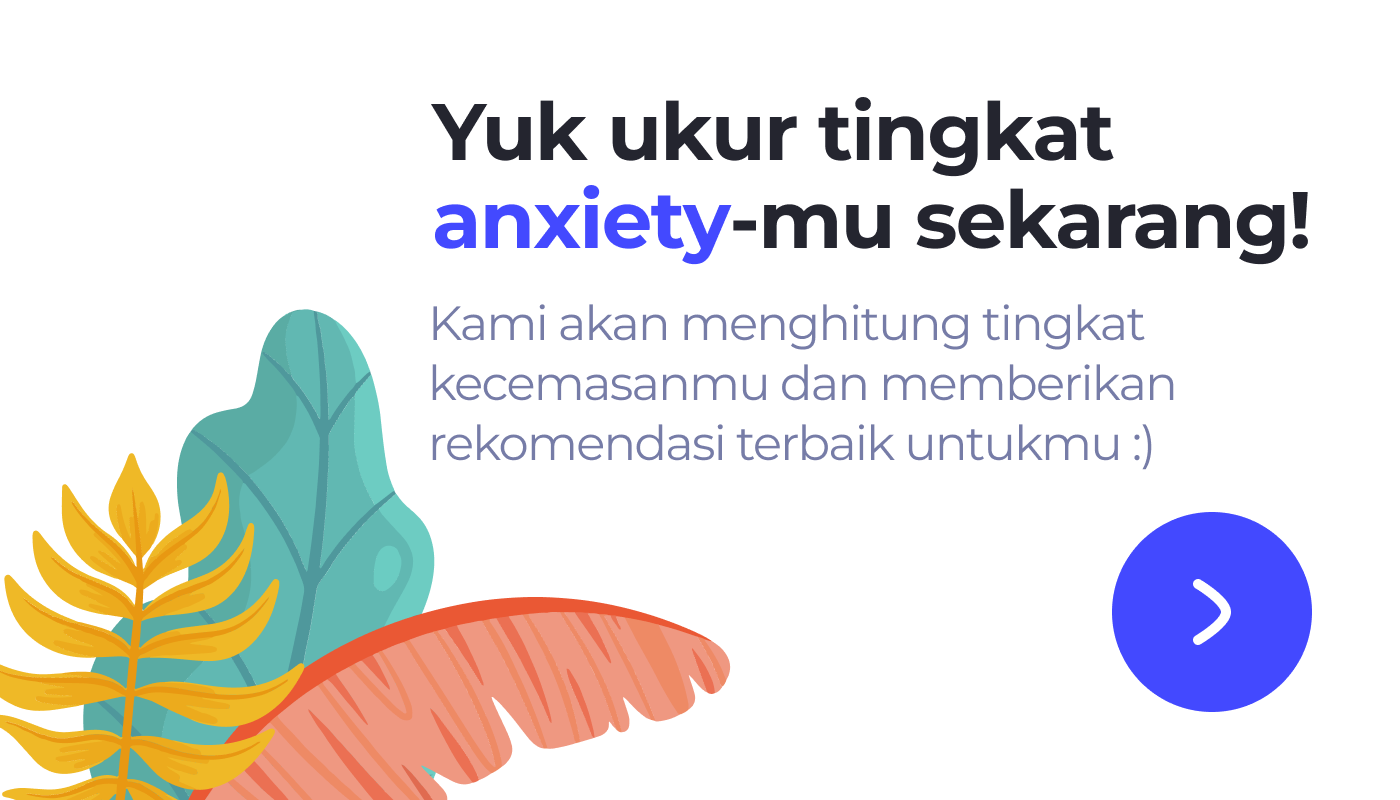 Yuk ukur tingkat
anxiety-mu sekarang!
Kami akan menghitung tingkat
kecemasanmu dan memberikan
rekomendasi terbaik untukmu :)